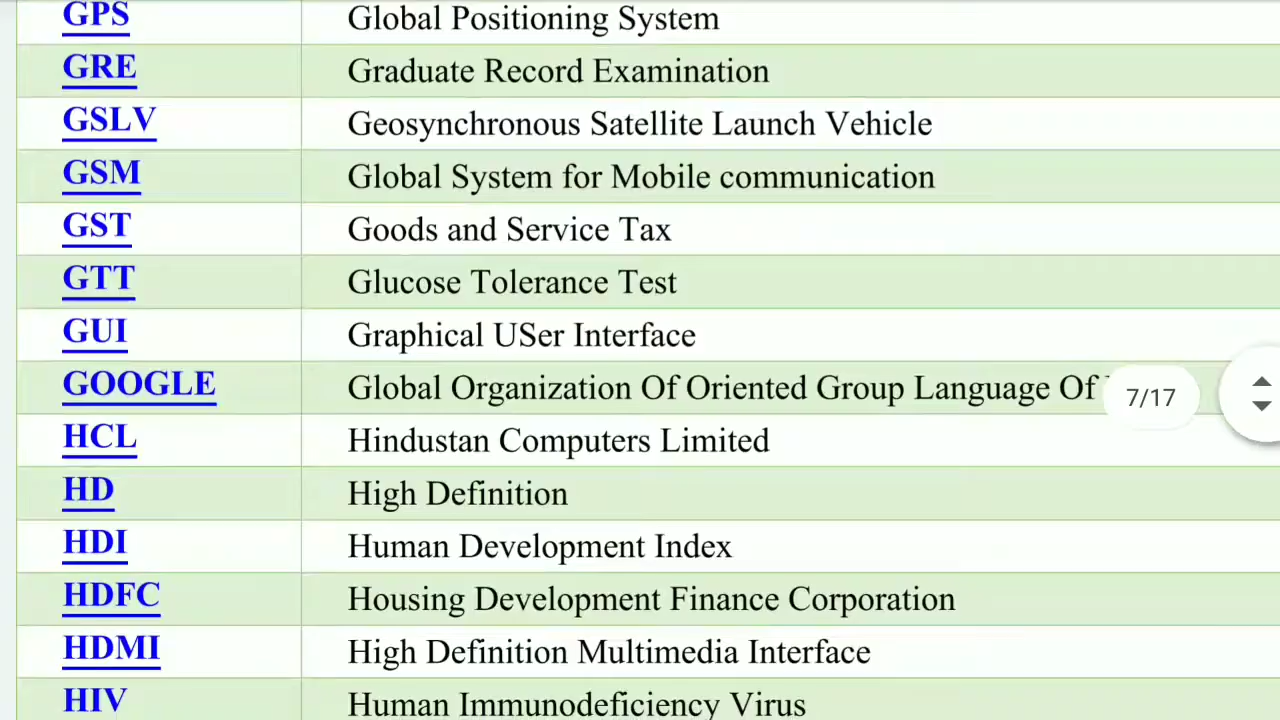 GPS Global Positioning System
GRE Graduate Record Examination
GSLV Geosynchronous Satellite Launch Vehicle
GSM Global System for Mobile communication
GST Goods and Service Tax
GTT Glucose Tolerance Test
GUI Graphical USer Interface
GOOGLE Global Organization Of Oriented Group Language Of
7/17
HCL Hindustan Computers Limited
HD High Definition
HDI Human Development Index
HDFC Housing Development Finance Corporation
HDMI High Definition Multimedia Interface
HIV Human Immunodeficiency Virus